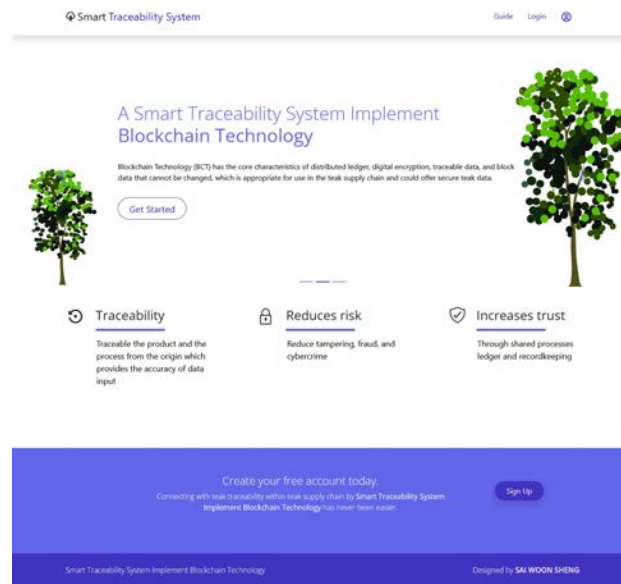 Smart Traceability System
Guide
Login
A Smart Traceability System Implement
Blockchain Technology
Blockchain Technology (BCT) has the core characteristics of distributed ledger, digital encryption, traceable data, and block
data that cannot be changed, which is appropriate for use in the teak supply chain and could offer secure teak data.
Get Started
Traceability
Traceable the product and the
process from the origin which
provides the accuracy of data
input
Reduces risk
Reduce tampering, fraud, and
cybercrime
Increases trust
Through shared processes
ledger and recordkeeping
Create your free account today.
Connecting with teak traceability within teak supply chain by Smart Traceability System
Implement Blockchain Technology has never been easier.
Sign Up
Smart Traceability System Implement Blockchain Technology
Designed by SAI WOON SHENG